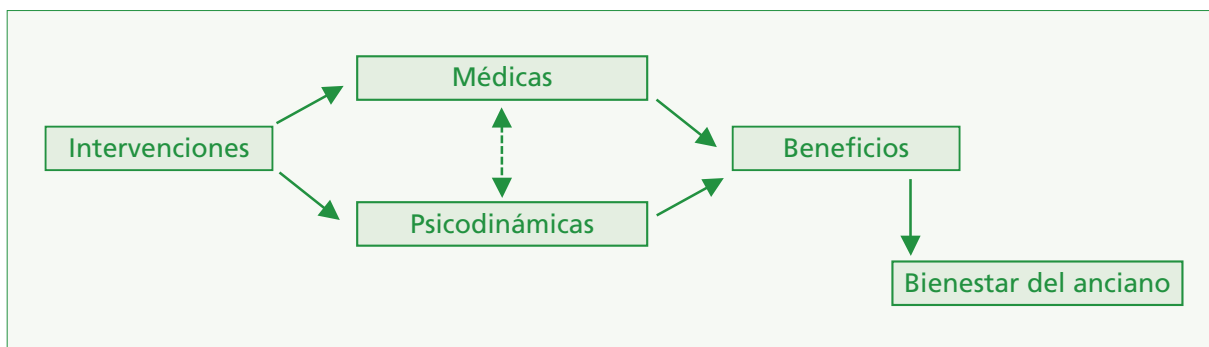 Médicas
Intervenciones
Beneficios
Psicodinámicas
Bienestar del anciano